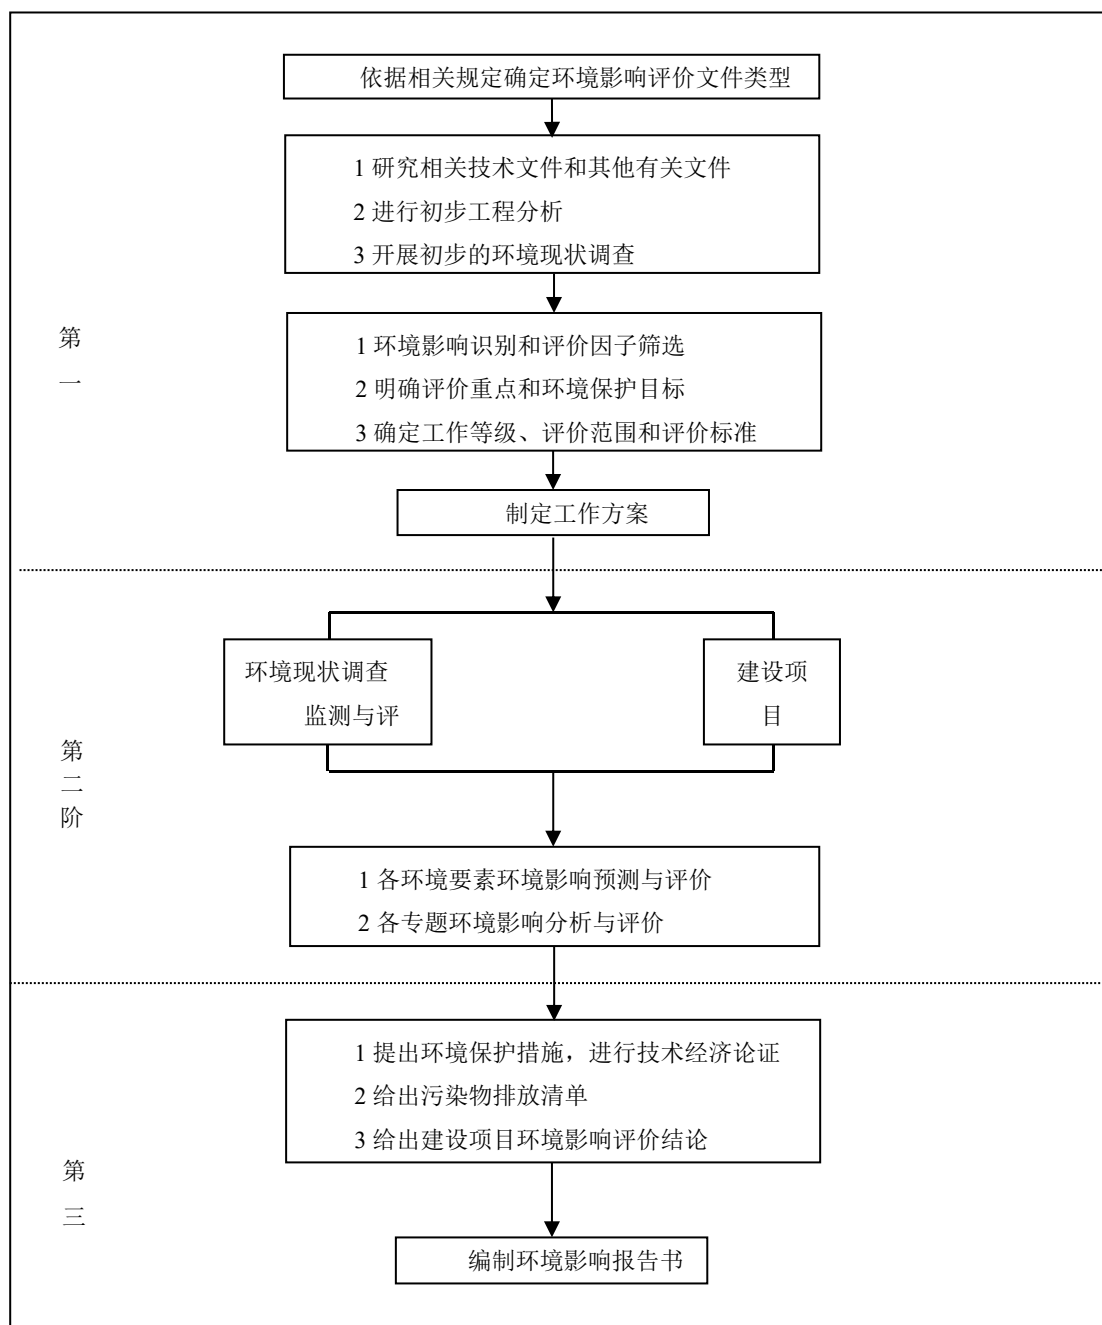 依据相关规定确定环境影响评价文件类型
1 研究相关技术文件和其他有关文件
2 进行初步工程分析
3 开展初步的环境现状调查
第
一
1 环境影响识别和评价因子筛选
2 明确评价重点和环境保护目标
3 确定工作等级、评价范围和评价标准
制定工作方案
环境现状调查
监测与评
建设项
目
第
二
阶
1 各环境要素环境影响预测与评价
2 各专题环境影响分析与评价
1 提出环境保护措施，进行技术经济论证
2 给出污染物排放清单
3 给出建设项目环境影响评价结论
第
三
编制环境影响报告书